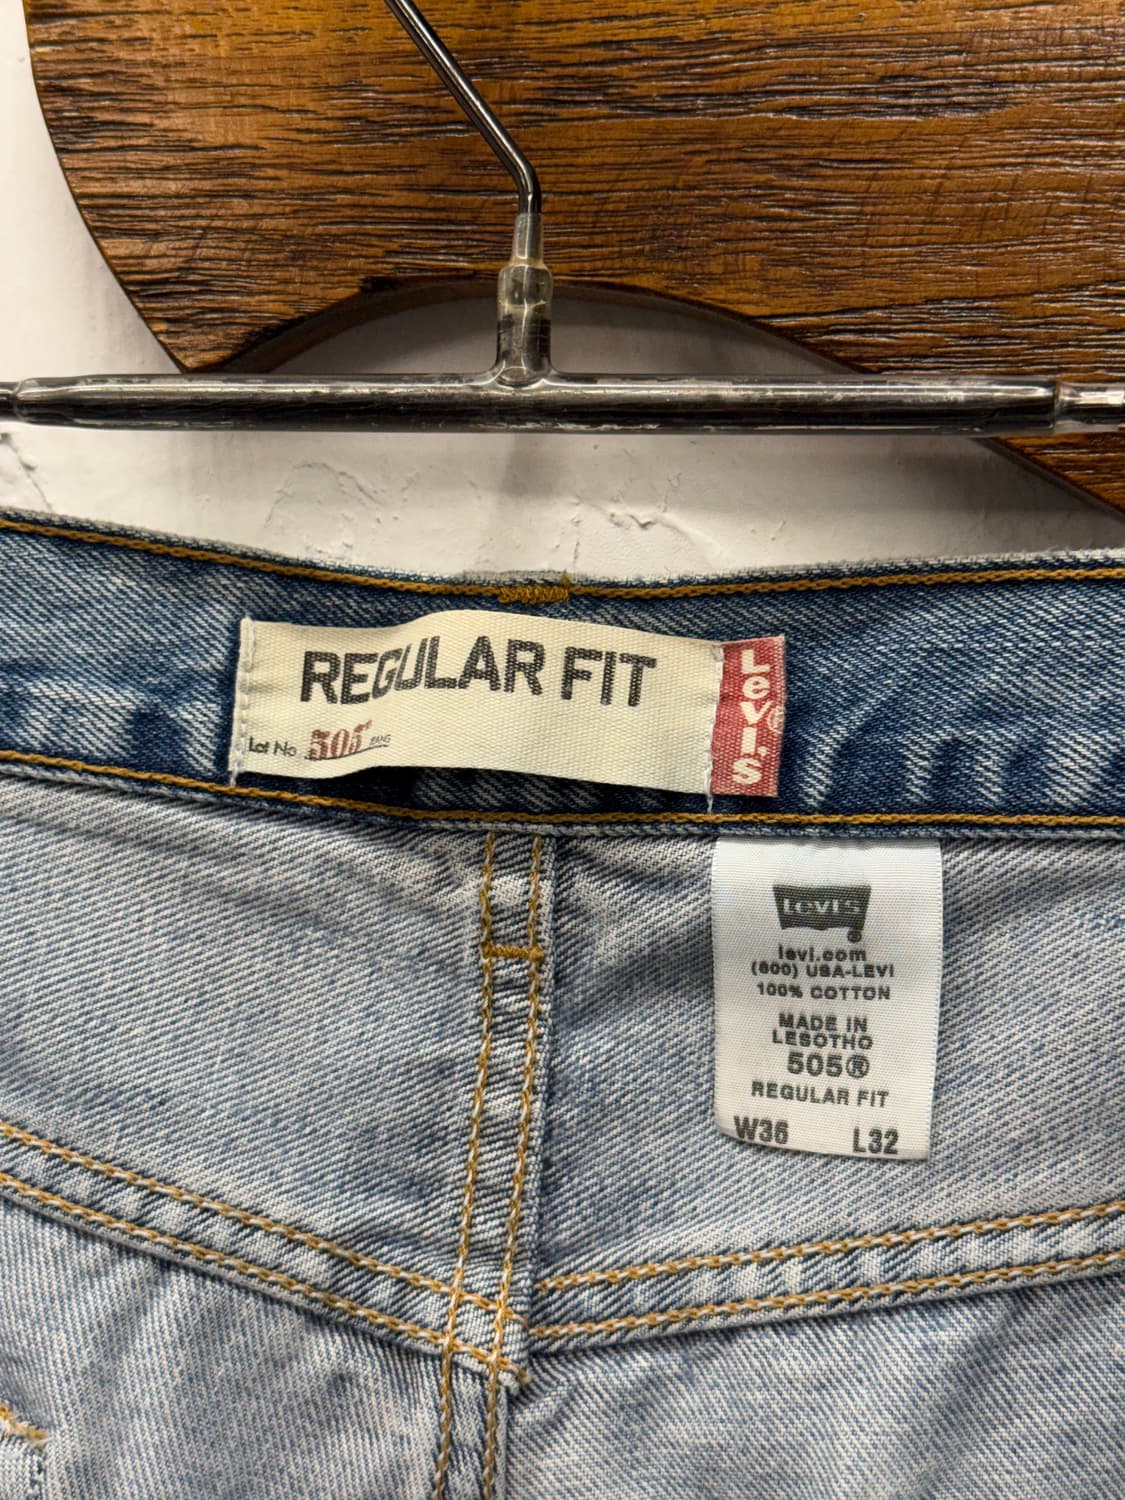 REGULAR FIT
Lot No 505®
LEVI'S®
LEVI'S
®
levi.com
(800) USA-LEVI
100% COTTON
MADE IN
LESOTHO
505®
REGULAR FIT
W36 L32